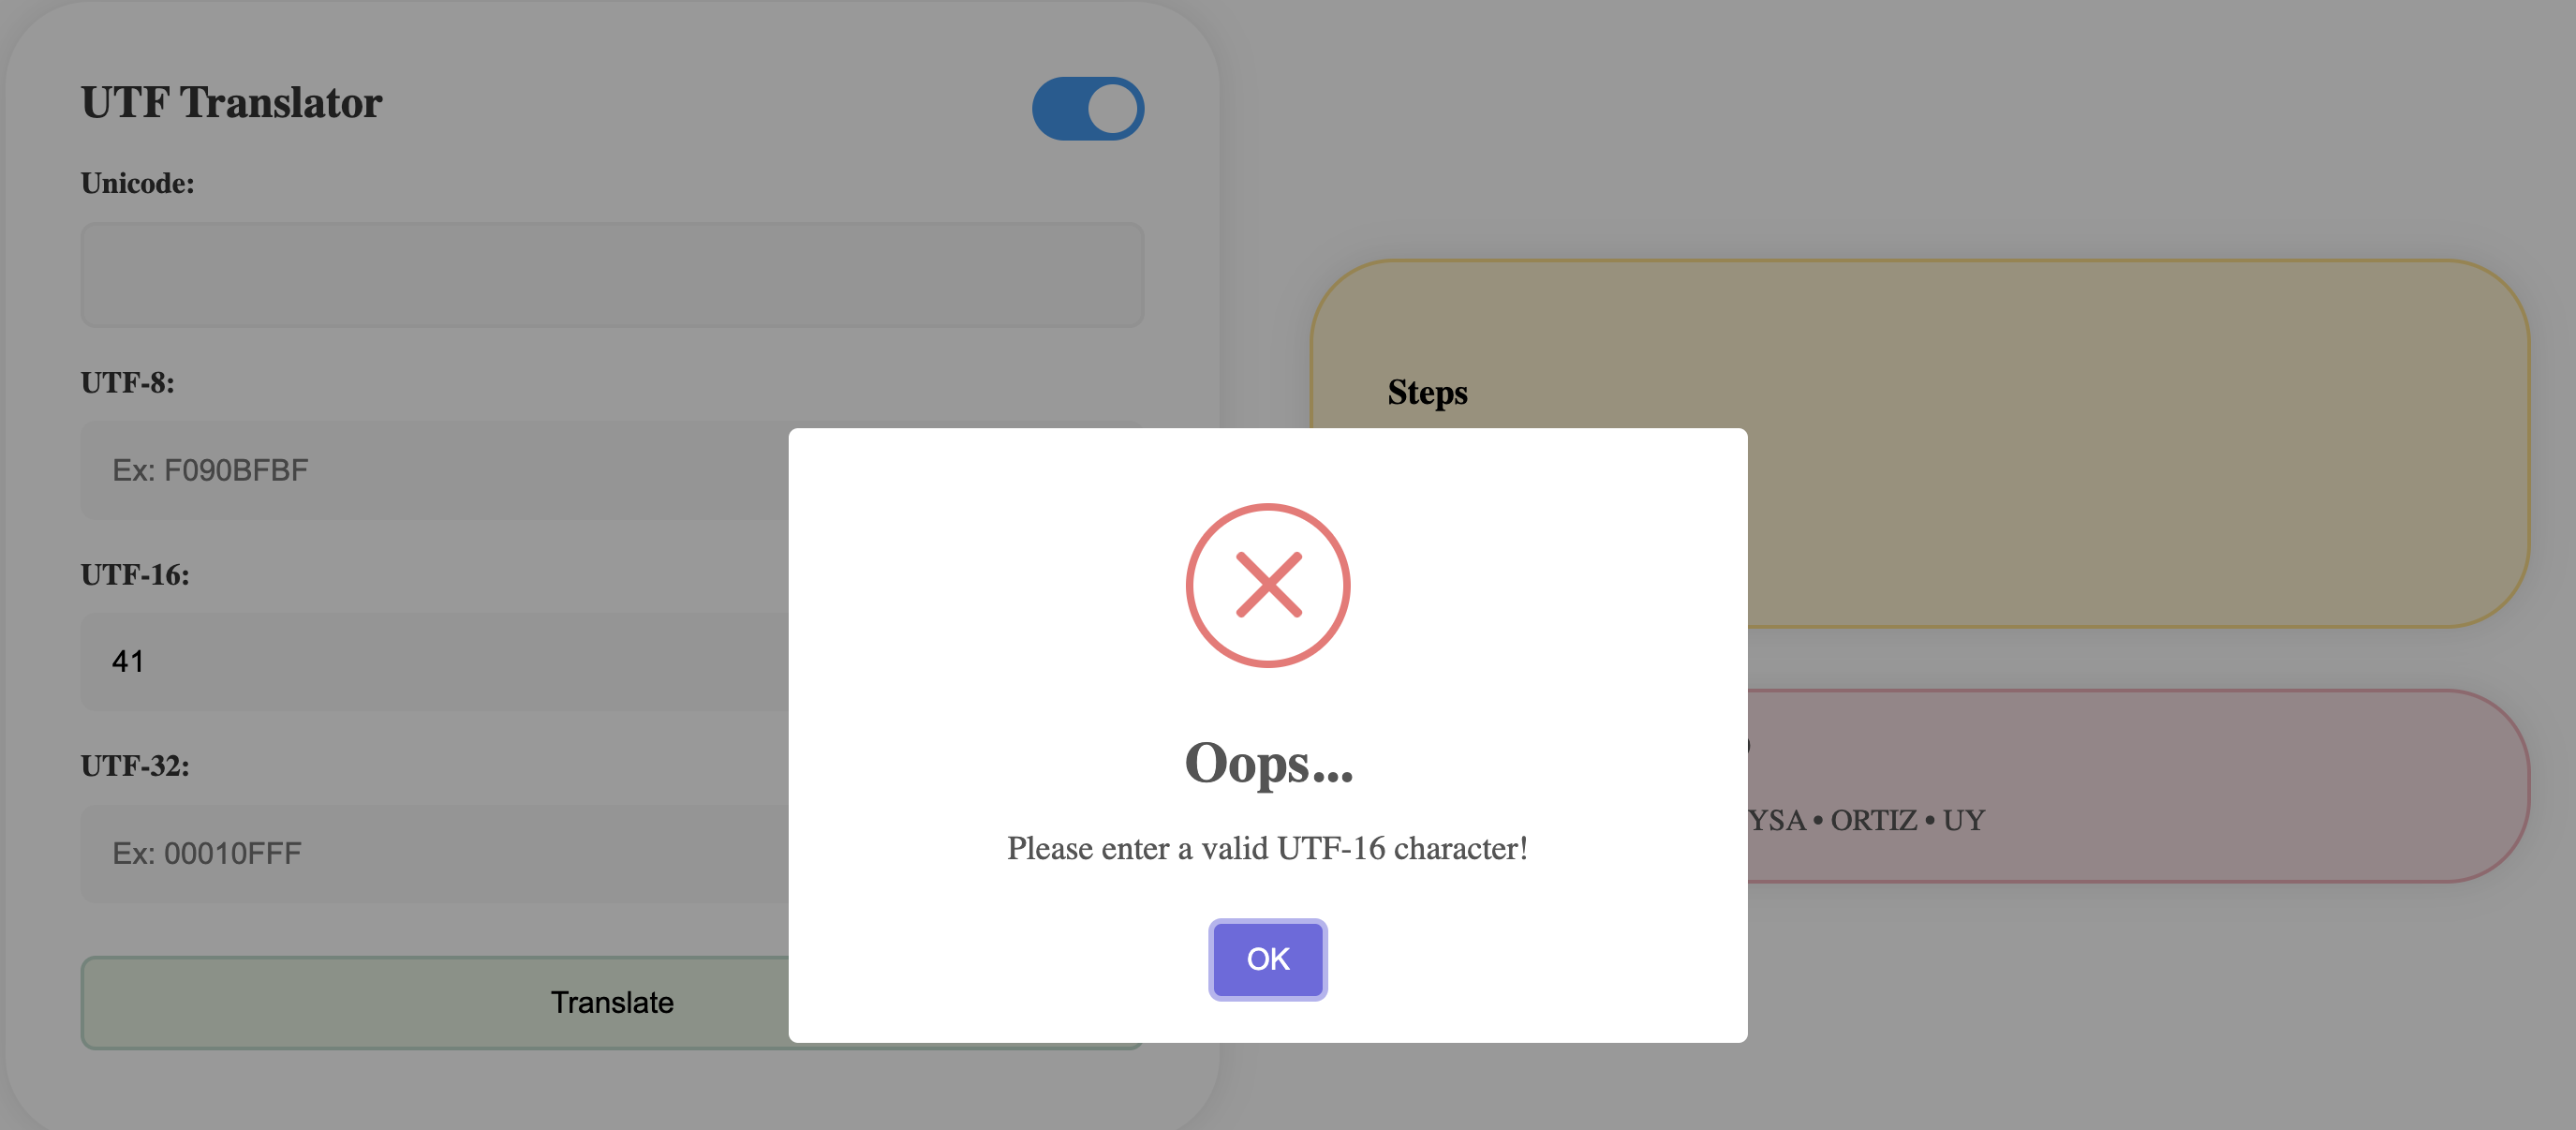 UTF Translator
Unicode:
UTF-8:
Ex: F090BFBF
UTF-16:
41
UTF-32:
Ex: 00010FFF
Translate
Steps
YSA • ORTIZ • UY
Oops...
Please enter a valid UTF-16 character!
OK